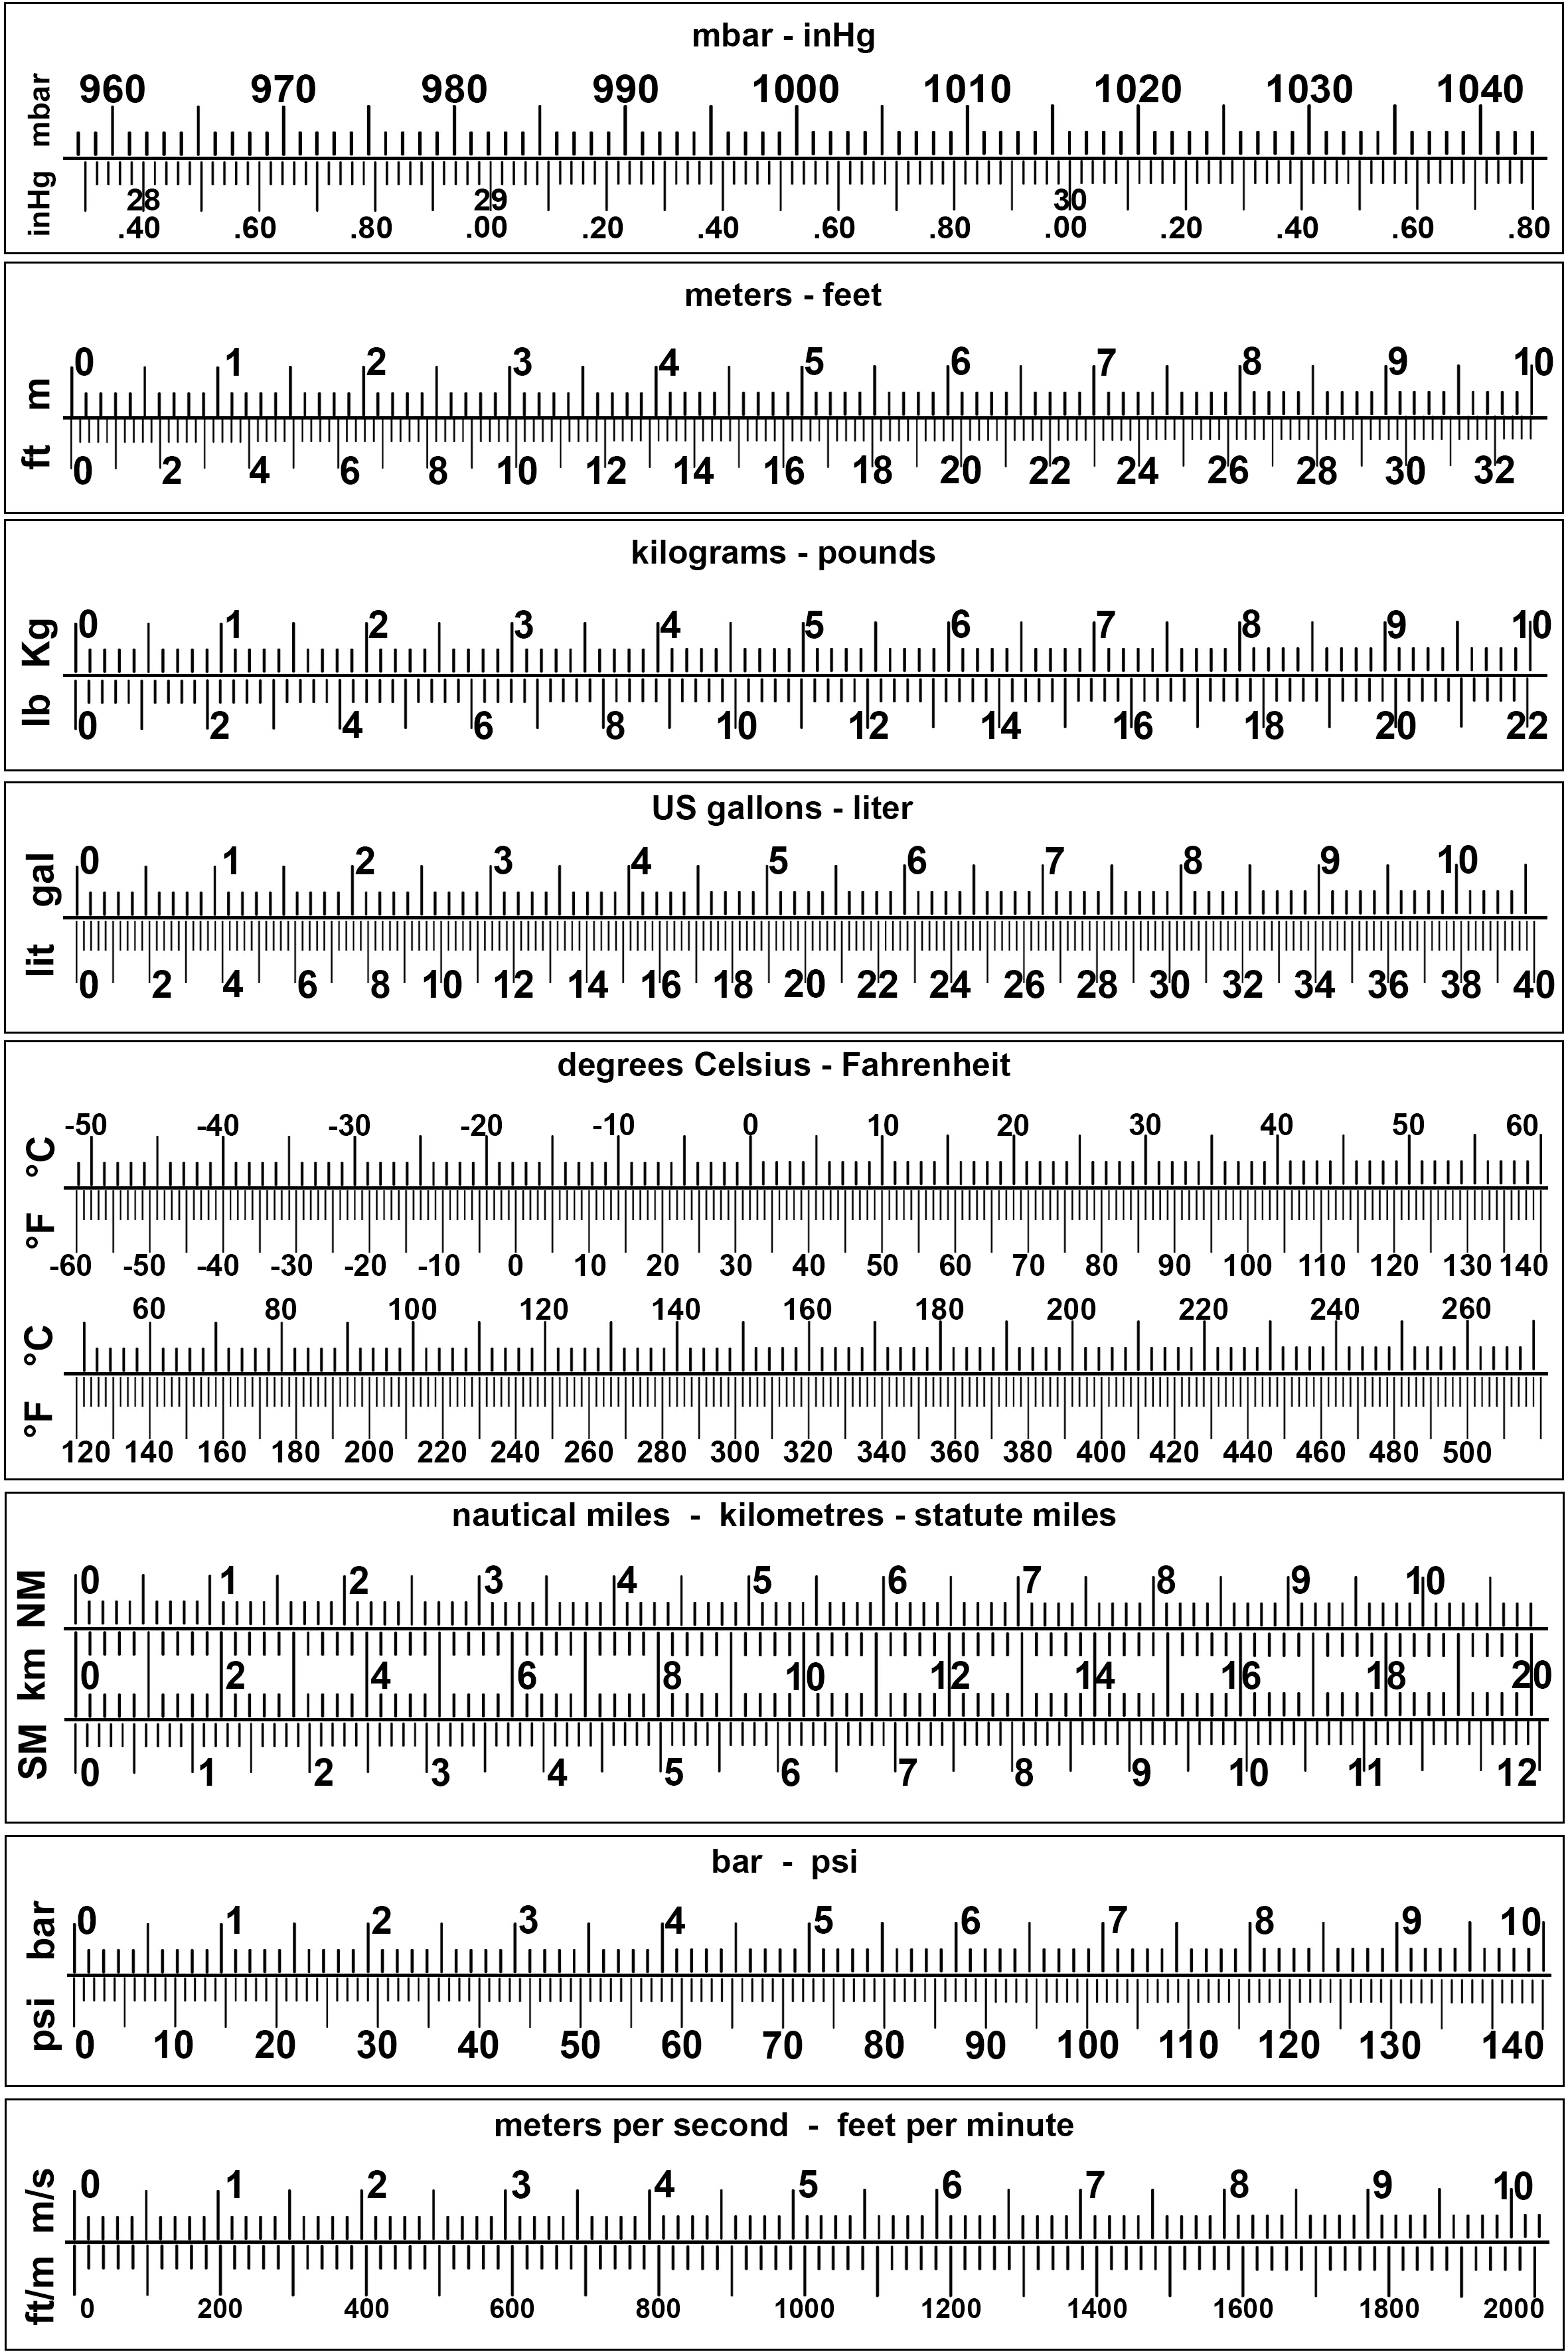 mbar - inHg
mbar 960 970 980 990 1000 1010 1020 1030 1040
inHg 28 29 30
.40 .60 .80 .00 .20 .40 .60 .80 .00 .20 .40 .60 .80
meters - feet
m 0 1 2 3 4 5 6 7 8 9 10
ft 0 2 4 6 8 10 12 14 16 18 20 22 24 26 28 30 32
kilograms - pounds
Kg 0 1 2 3 4 5 6 7 8 9 10
lb 0 2 4 6 8 10 12 14 16 18 20 22
US gallons - liter
gal 0 1 2 3 4 5 6 7 8 9 10
lit 0 2 4 6 8 10 12 14 16 18 20 22 24 26 28 30 32 34 36 38 40
degrees Celsius - Fahrenheit
°C -50 -40 -30 -20 -10 0 10 20 30 40 50 60
°F -60 -50 -40 -30 -20 -10 0 10 20 30 40 50 60 70 80 90 100 110 120 130 140
°C 60 80 100 120 140 160 180 200 220 240 260
°F 120 140 160 180 200 220 240 260 280 300 320 340 360 380 400 420 440 460 480 500
nautical miles - kilometres - statute miles
NM 0 1 2 3 4 5 6 7 8 9 10
km 0 2 4 6 8 10 12 14 16 18 20
SM 0 1 2 3 4 5 6 7 8 9 10 11 12
bar - psi
bar 0 1 2 3 4 5 6 7 8 9 10
psi 0 10 20 30 40 50 60 70 80 90 100 110 120 130 140
meters per second - feet per minute
m/s 0 1 2 3 4 5 6 7 8 9 10
ft/m 0 200 400 600 800 1000 1200 1400 1600 1800 2000